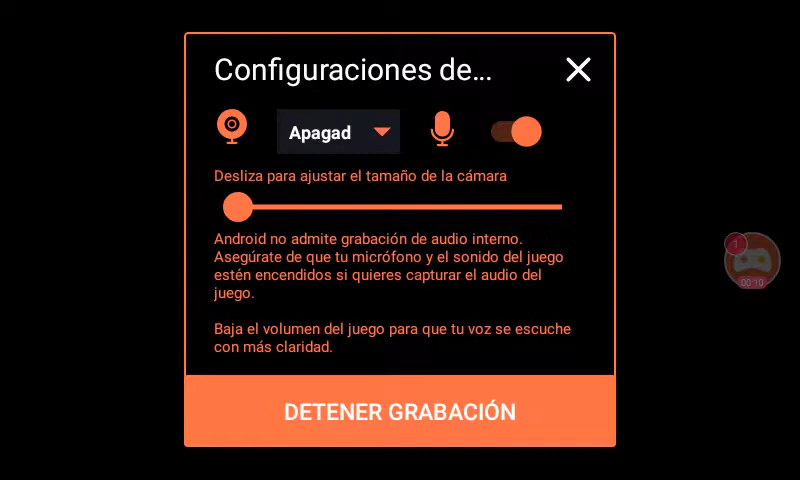 Configuraciones de...
Apagad
Desliza para ajustar el tamaño de la cámara
Android no admite grabación de audio interno.
Asegúrate de que tu micrófono y el sonido del juego
estén encendidos si quieres capturar el audio del
juego.
Baja el volumen del juego para que tu voz se escuche
con más claridad.
1
00:19
DETENER GRABACIÓN